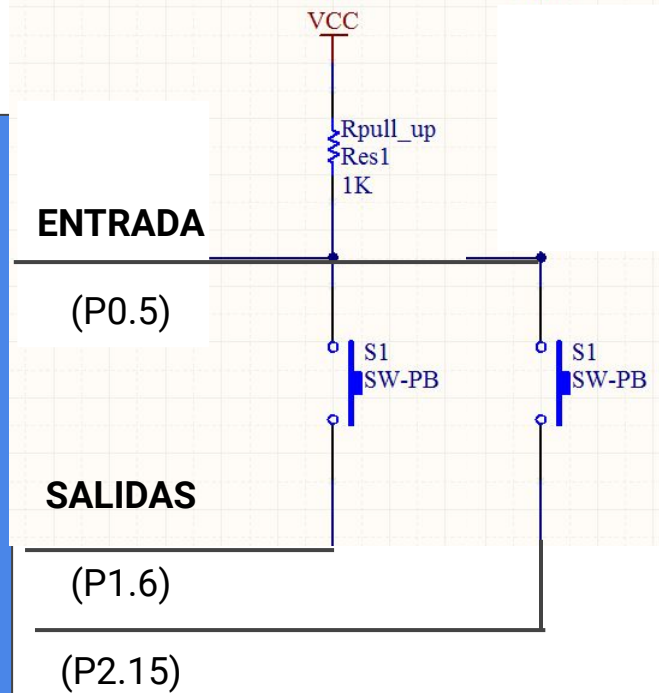 VCC
Rpull_up
Res1
1K
ENTRADA
(P0.5)
S1
SW-PB
S1
SW-PB
SALIDAS
(P1.6)
(P2.15)